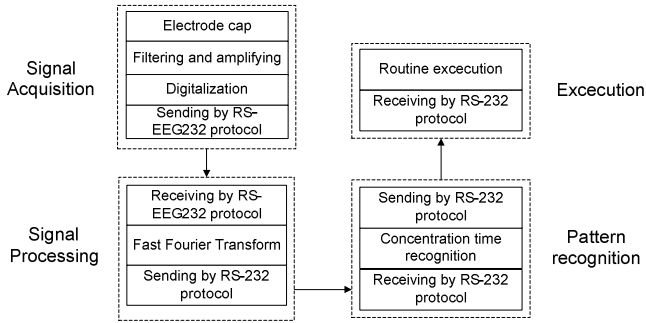 Signal
Acquisition
Electrode cap
Filtering and amplifying
Digitalization
Sending by RS-
EEG232 protocol
Routine excecution
Receiving by RS-232
protocol
Excecution
Signal
Processing
Receiving by RS-
EEG232 protocol
Fast Fourier Transform
Sending by RS-232
protocol
Sending by RS-232
protocol
Concentration time
recognition
Receiving by RS-232
protocol
Pattern
recognition